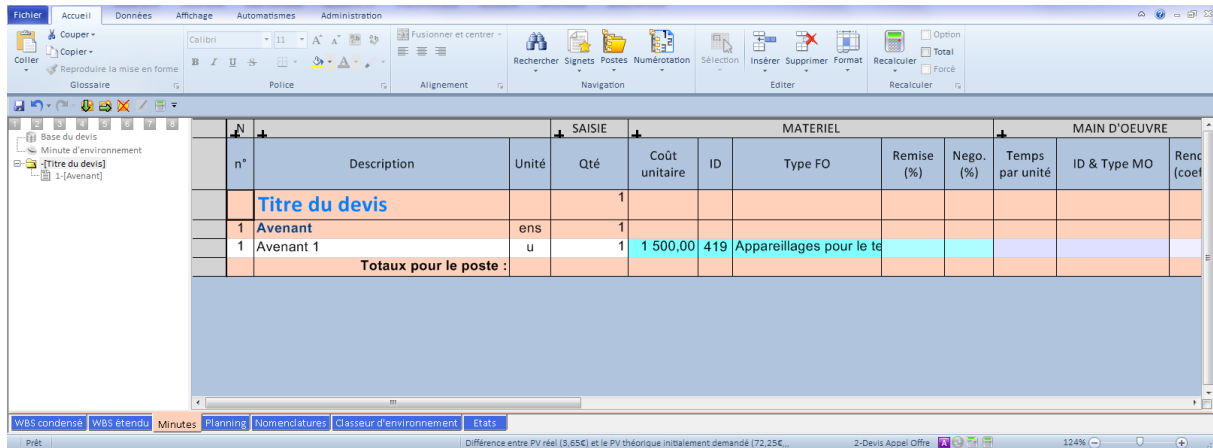 Fichier Accueil Données Affichage Automatismes Administration
Couper
Copier
Coller
Reproduire la mise en forme
Glossaire
Calibri 11
B I U S
Police
Fusionner et centrer
Alignement
Rechercher Signets Postes Numérotation
Navigation
Sélection Insérer Supprimer Format
Editer
Recalculer
Option
Total
Forcé
Recalculer
1 2 3 4 5 6 7 8
Base du devis
Minute d'environnement
-[Titre du devis]
1-[Avenant]
N SAISIE MATERIEL MAIN D'OEUVRE
n° Description Unité Qté Coût unitaire ID Type FO Remise (%) Nego. (%) Temps par unité ID & Type MO Rend (coef
Titre du devis 1
1 Avenant ens 1
1 Avenant 1 u 1 1 500,00 419 Appareillages pour le te
Totaux pour le poste :
WBS condensé WBS étendu Minutes Planning Nomenclatures Classeur d'environnement Etats
Prêt Différence entre PV réel (3,65€) et le PV théorique initialement demandé (72,25€... 2-Devis Appel Offre A 124%